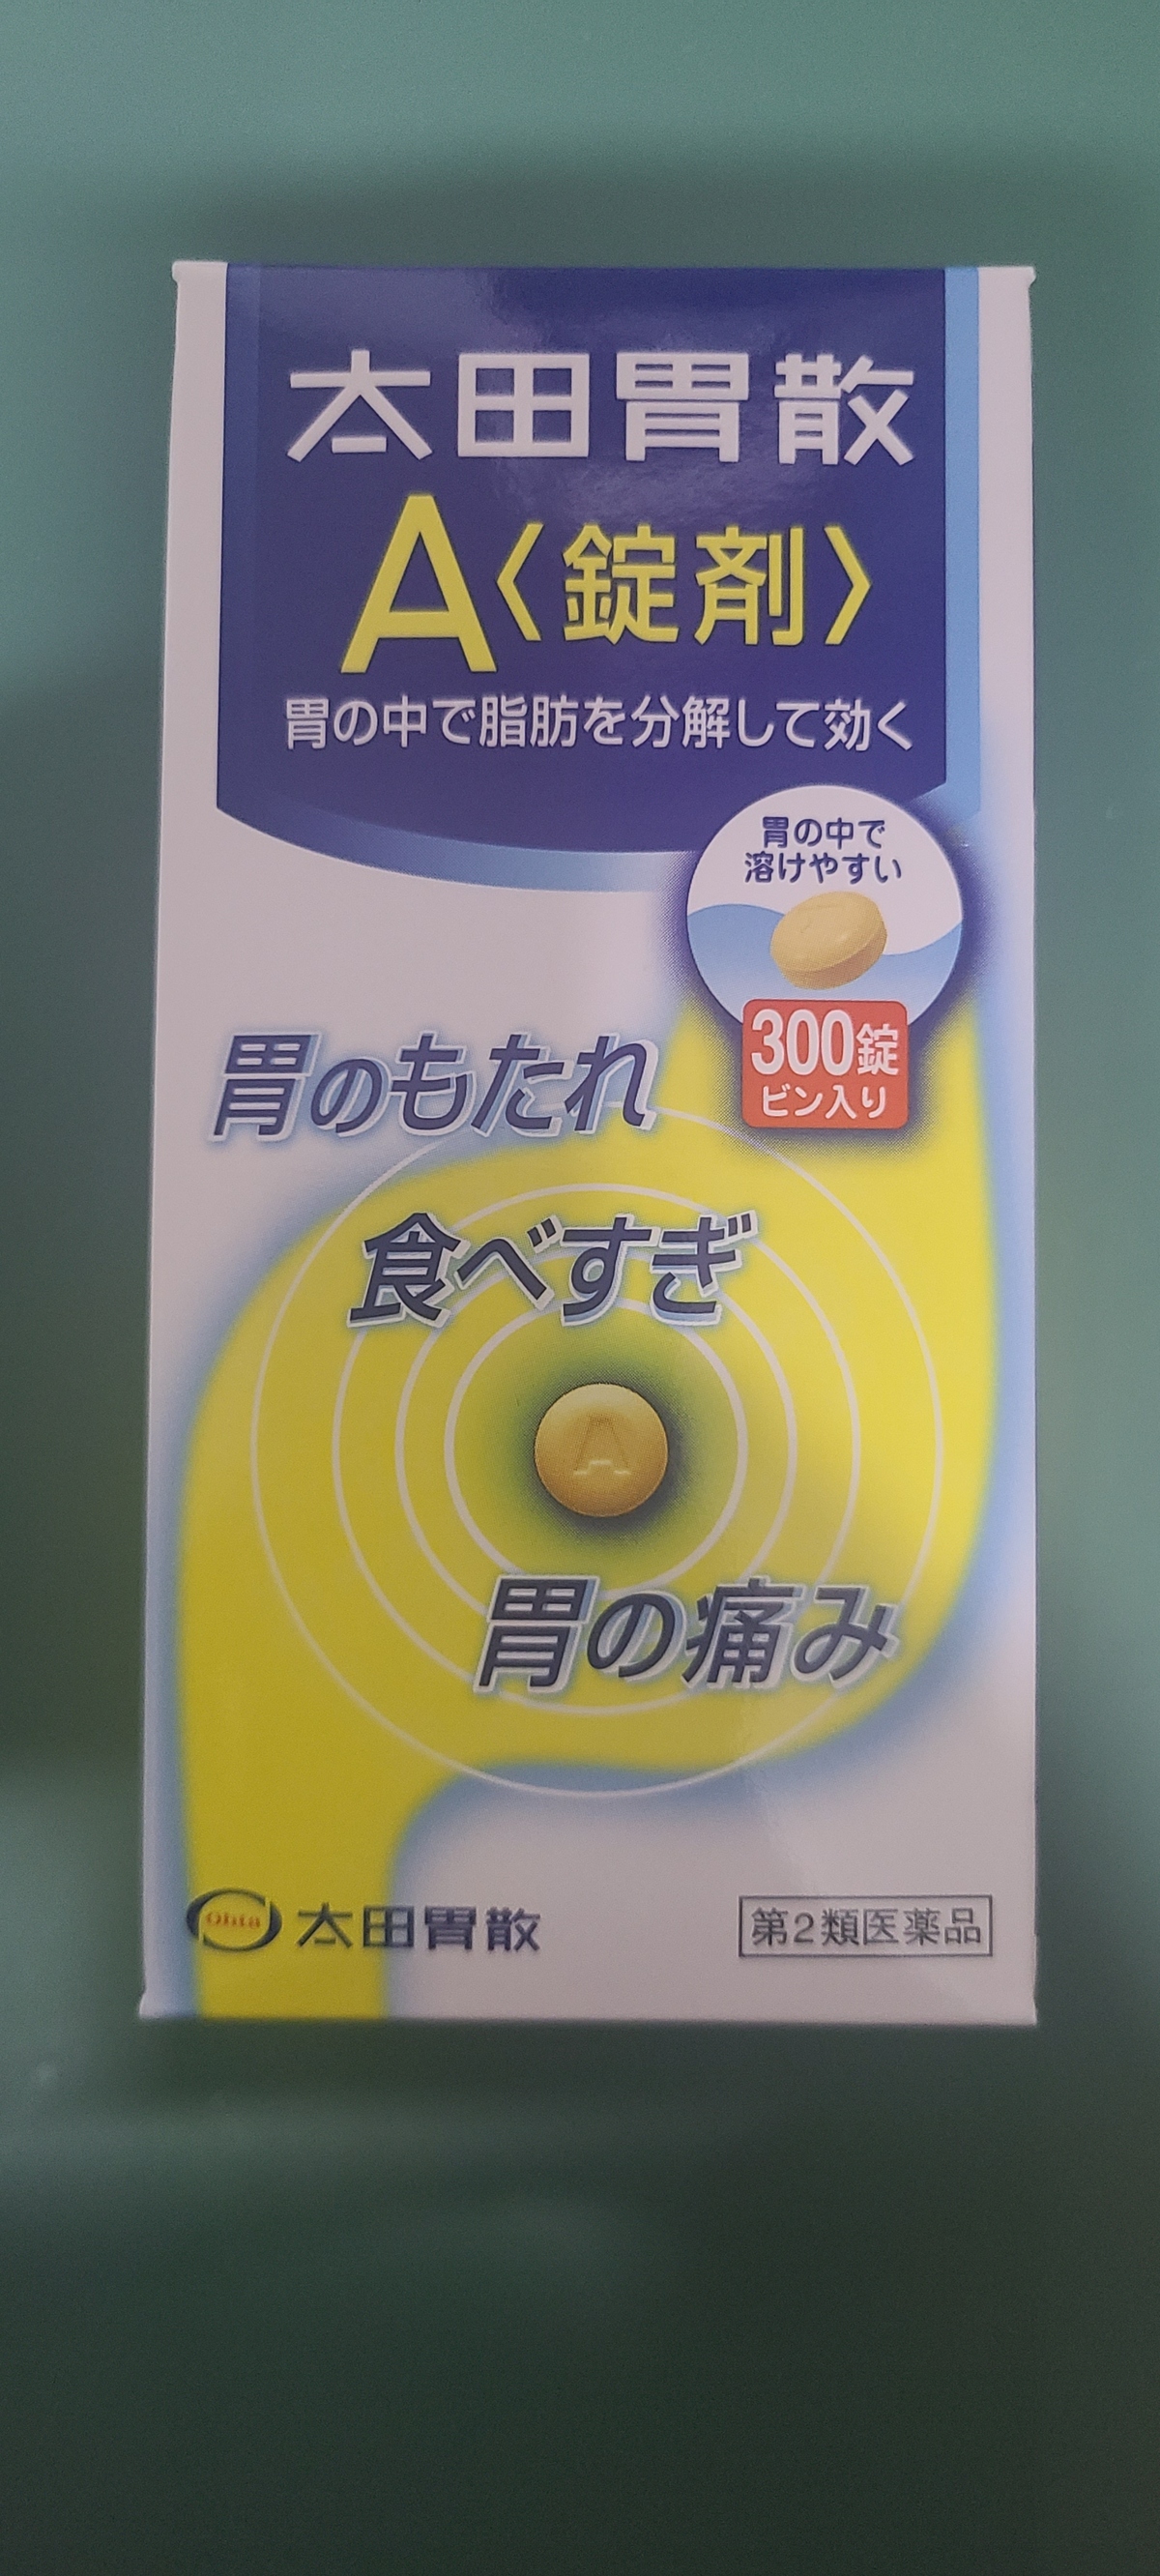 太田胃散
A〈錠剤〉
胃の中で脂肪を分解して効く
胃の中で
溶けやすい
300錠
ビン入り
胃のもたれ
食べすぎ
A
胃の痛み
Ohta 太田胃散
第2類医薬品